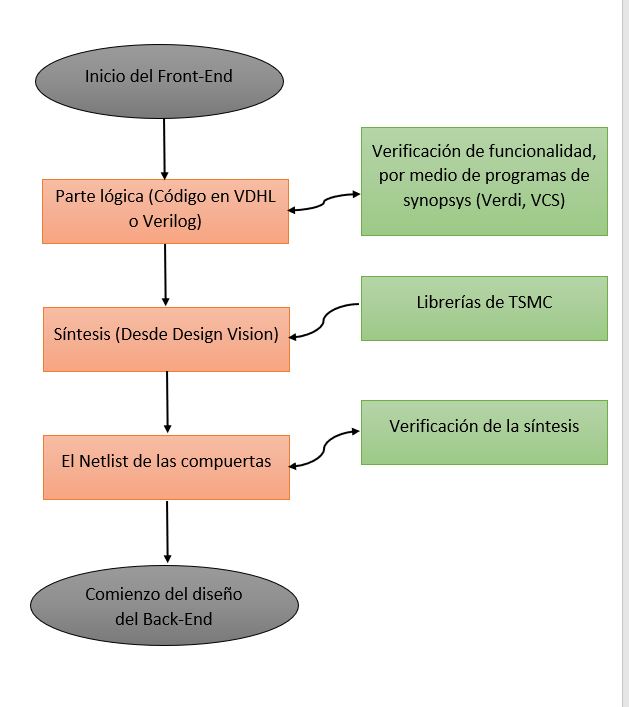 Inicio del Front-End
Parte lógica (Código en VDHL
o Verilog)
Verificación de funcionalidad,
por medio de programas de
synopsys (Verdi, VCS)
Síntesis (Desde Design Vision)
Librerías de TSMC
El Netlist de las compuertas
Verificación de la síntesis
Comienzo del diseño
del Back-End